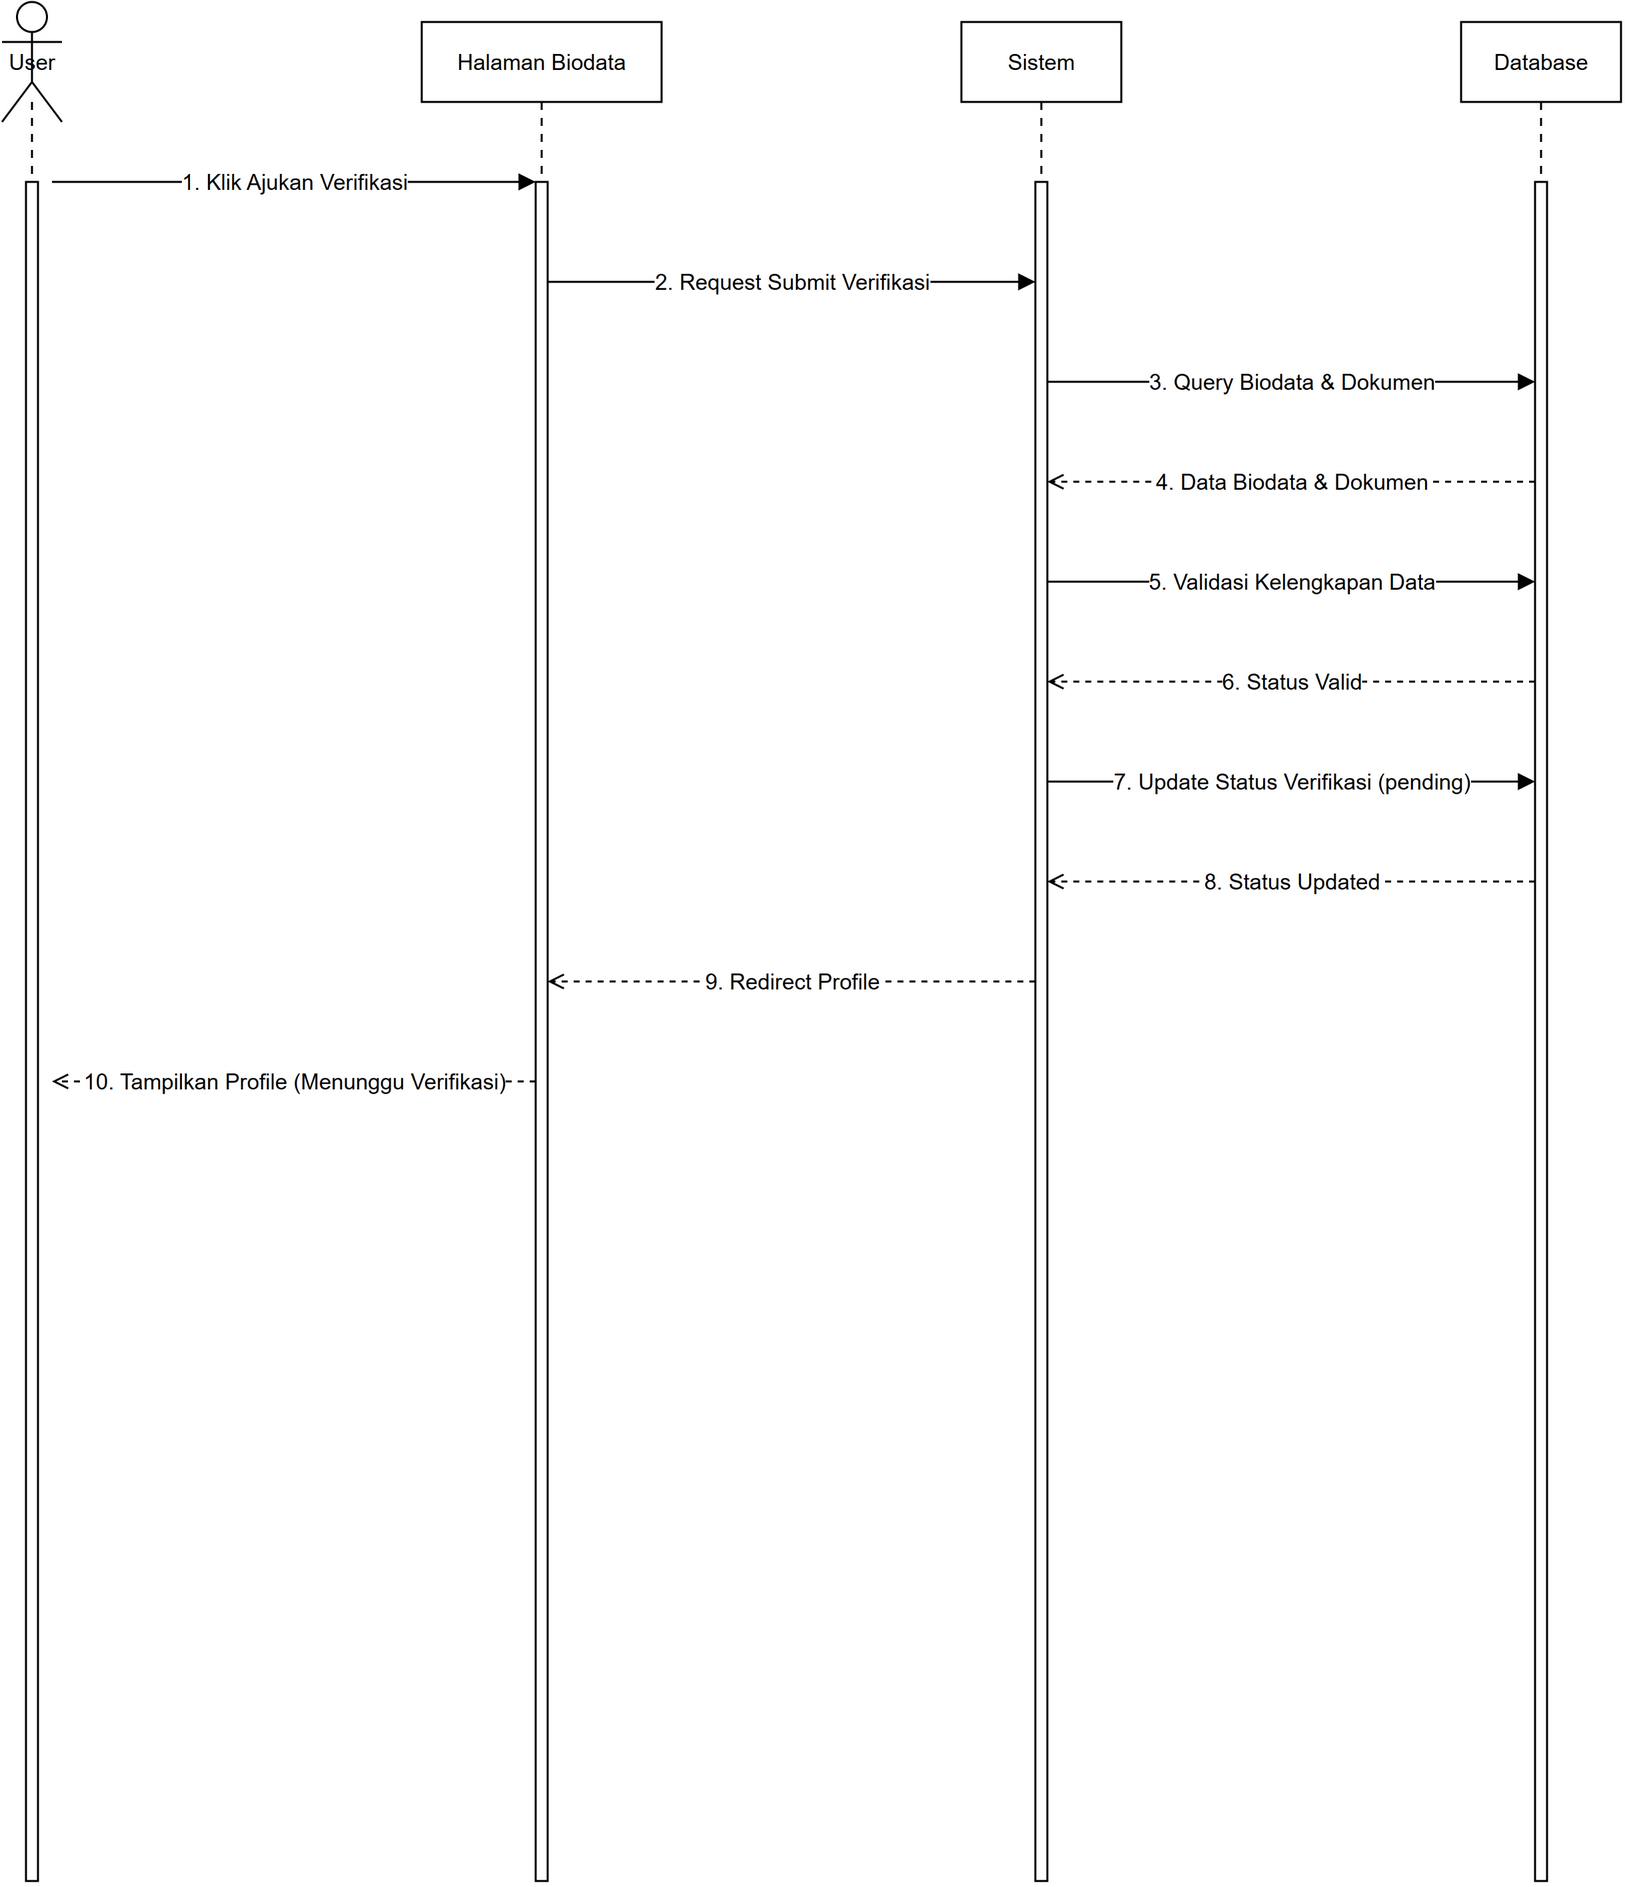 User
Halaman Biodata
Sistem
Database
1. Klik Ajukan Verifikasi
2. Request Submit Verifikasi
3. Query Biodata & Dokumen
4. Data Biodata & Dokumen
5. Validasi Kelengkapan Data
6. Status Valid
7. Update Status Verifikasi (pending)
8. Status Updated
9. Redirect Profile
10. Tampilkan Profile (Menunggu Verifikasi)